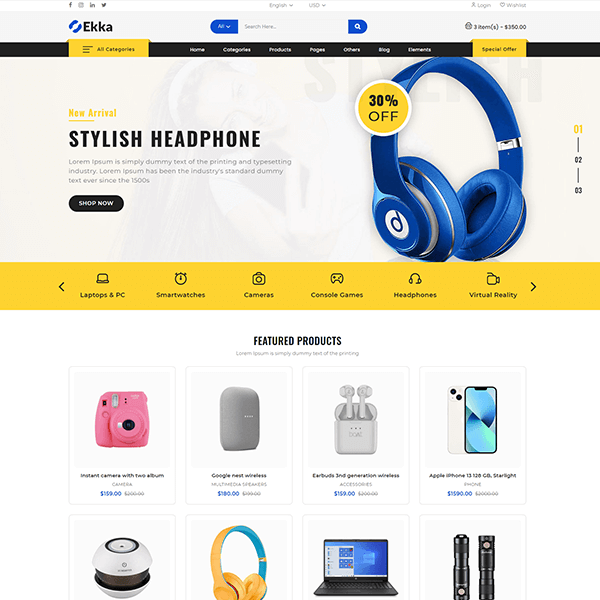 English USD Login Wishlist
Ekka All Search Here... 3 item(s) - $350.00
All Categories Home Categories Products Pages Others Blog Elements Special Offer
STYLISH
30%
OFF
New Arrival
STYLISH HEADPHONE
Lorem Ipsum is simply dummy text of the printing and typesetting
industry. Lorem Ipsum has been the industry's standard dummy
text ever since the 1500s
SHOP NOW
01
02
03
Laptops & PC Smartwatches Cameras Console Games Headphones Virtual Reality
FEATURED PRODUCTS
Lorem Ipsum is simply dummy text of the printing
Instant camera with two album
CAMERA
$159.00 $200.00
Google nest wireless
MULTIMEDIA SPEAKERS
$180.00 $199.00
Earbuds 3nd generation wireless
ACCESSORIES
$159.00 $299.00
Apple iPhone 13 128 GB, Starlight
PHONE
$1590.00 $2000.00